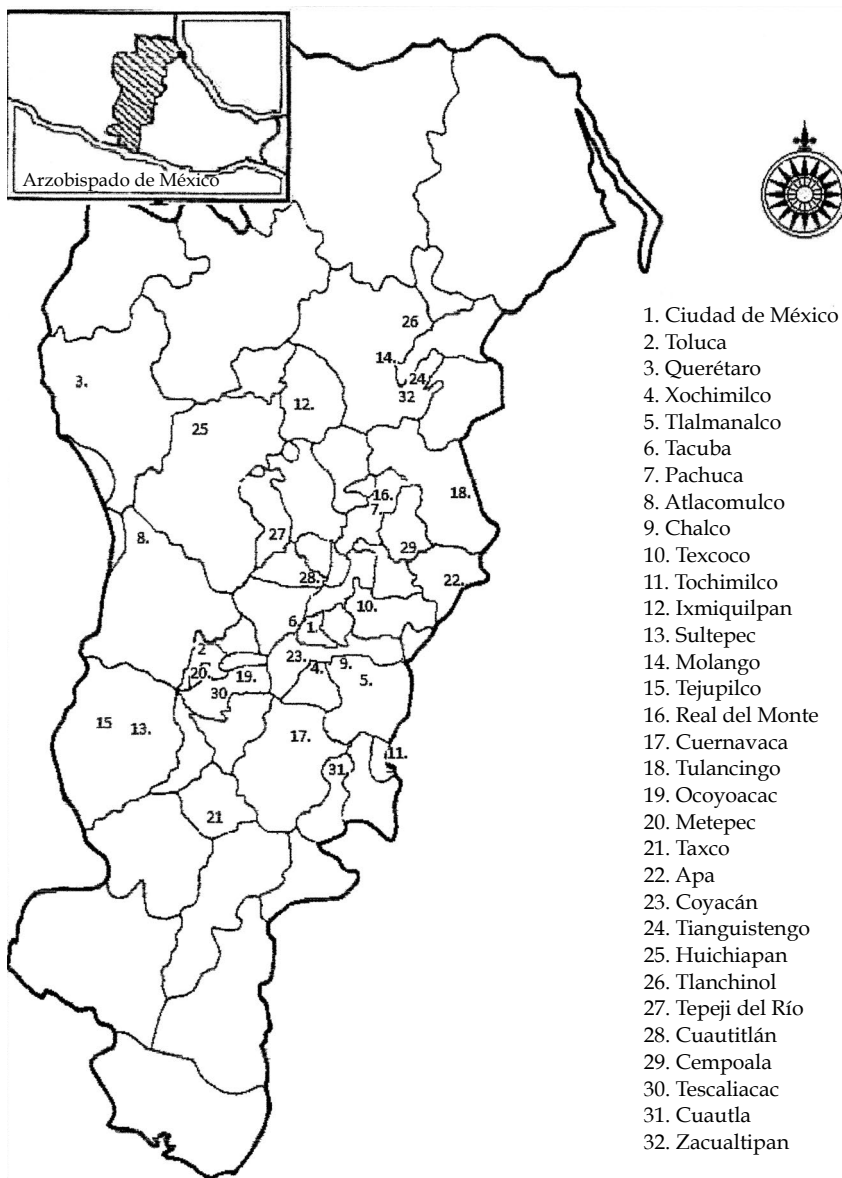 Arzobispado de México
1. Ciudad de México
2. Toluca
3. Querétaro
4. Xochimilco
5. Tlalmanalco
6. Tacuba
7. Pachuca
8. Atlacomulco
9. Chalco
10. Texcoco
11. Tochimilco
12. Ixmiquilpan
13. Sultepec
14. Molango
15. Tejupilco
16. Real del Monte
17. Cuernavaca
18. Tulancingo
19. Ocoyoacac
20. Metepec
21. Taxco
22. Apa
23. Coyacán
24. Tianguistengo
25. Huichiapan
26. Tlanchinol
27. Tepeji del Río
28. Cuautitlán
29. Cempoala
30. Tescaliacac
31. Cuautla
32. Zacualtipan
26
14.
24.
32
3.
12.
25
16.
7.
18.
27
29
8.
28.
22.
10.
6.
1.
2
23.
4.
9.
5.
20.
19.
30
15
13.
17.
11.
31.
21